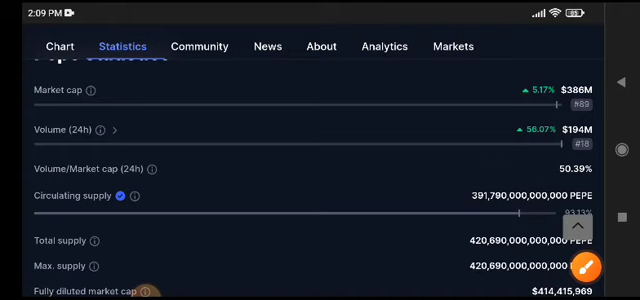 2:09 PM
85
Chart Statistics Community News About Analytics Markets
Market cap 5.17% $386M
#89
Volume (24h) 56.07% $194M
#18
Volume/Market cap (24h) 50.39%
Circulating supply 391,790,000,000,000 PEPE
93.13%
Total supply 420,690,000,000,000 PEPE
Max. supply 420,690,000,000,000
Fully diluted market cap $414,415,969